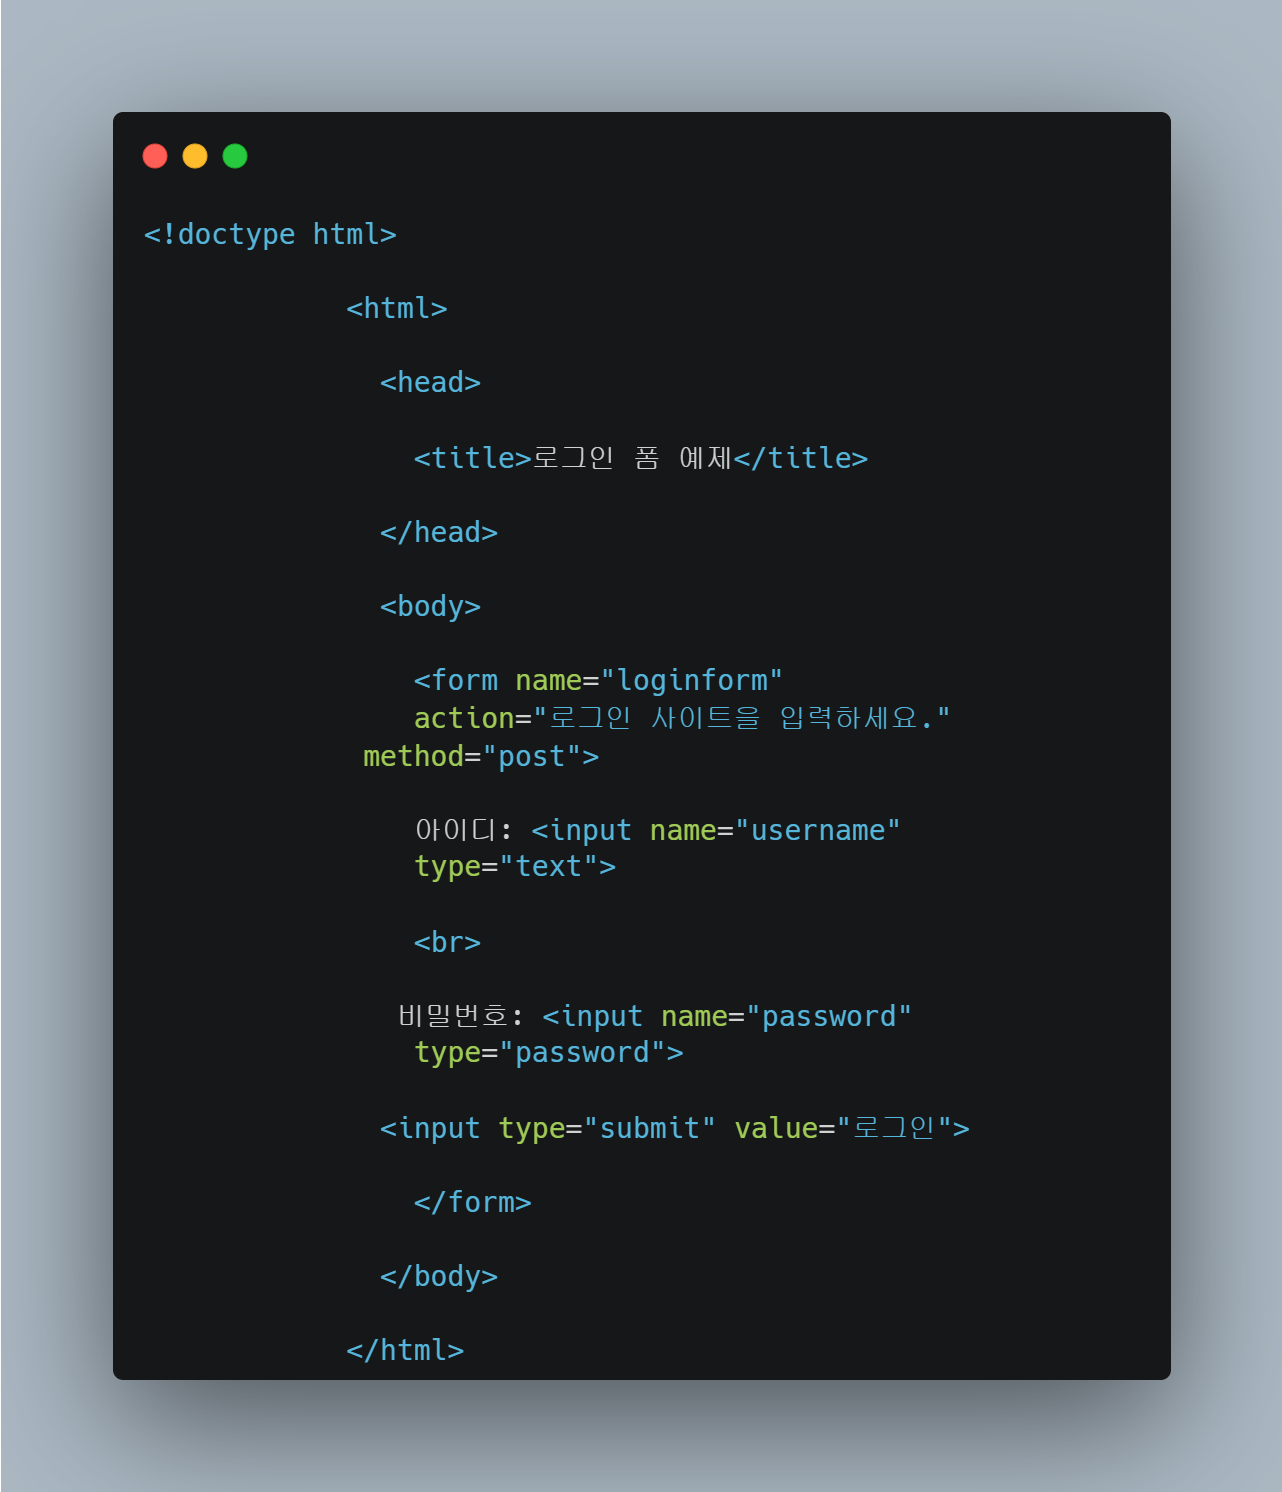 <!doctype html>
<html>
<head>
<title>로그인 폼 예제</title>
</head>
<body>
<form name="loginform"
action="로그인 사이트을 입력하세요."
method="post">
아이디: <input name="username"
type="text">
<br>
비밀번호: <input name="password"
type="password">
<input type="submit" value="로그인">
</form>
</body>
</html>